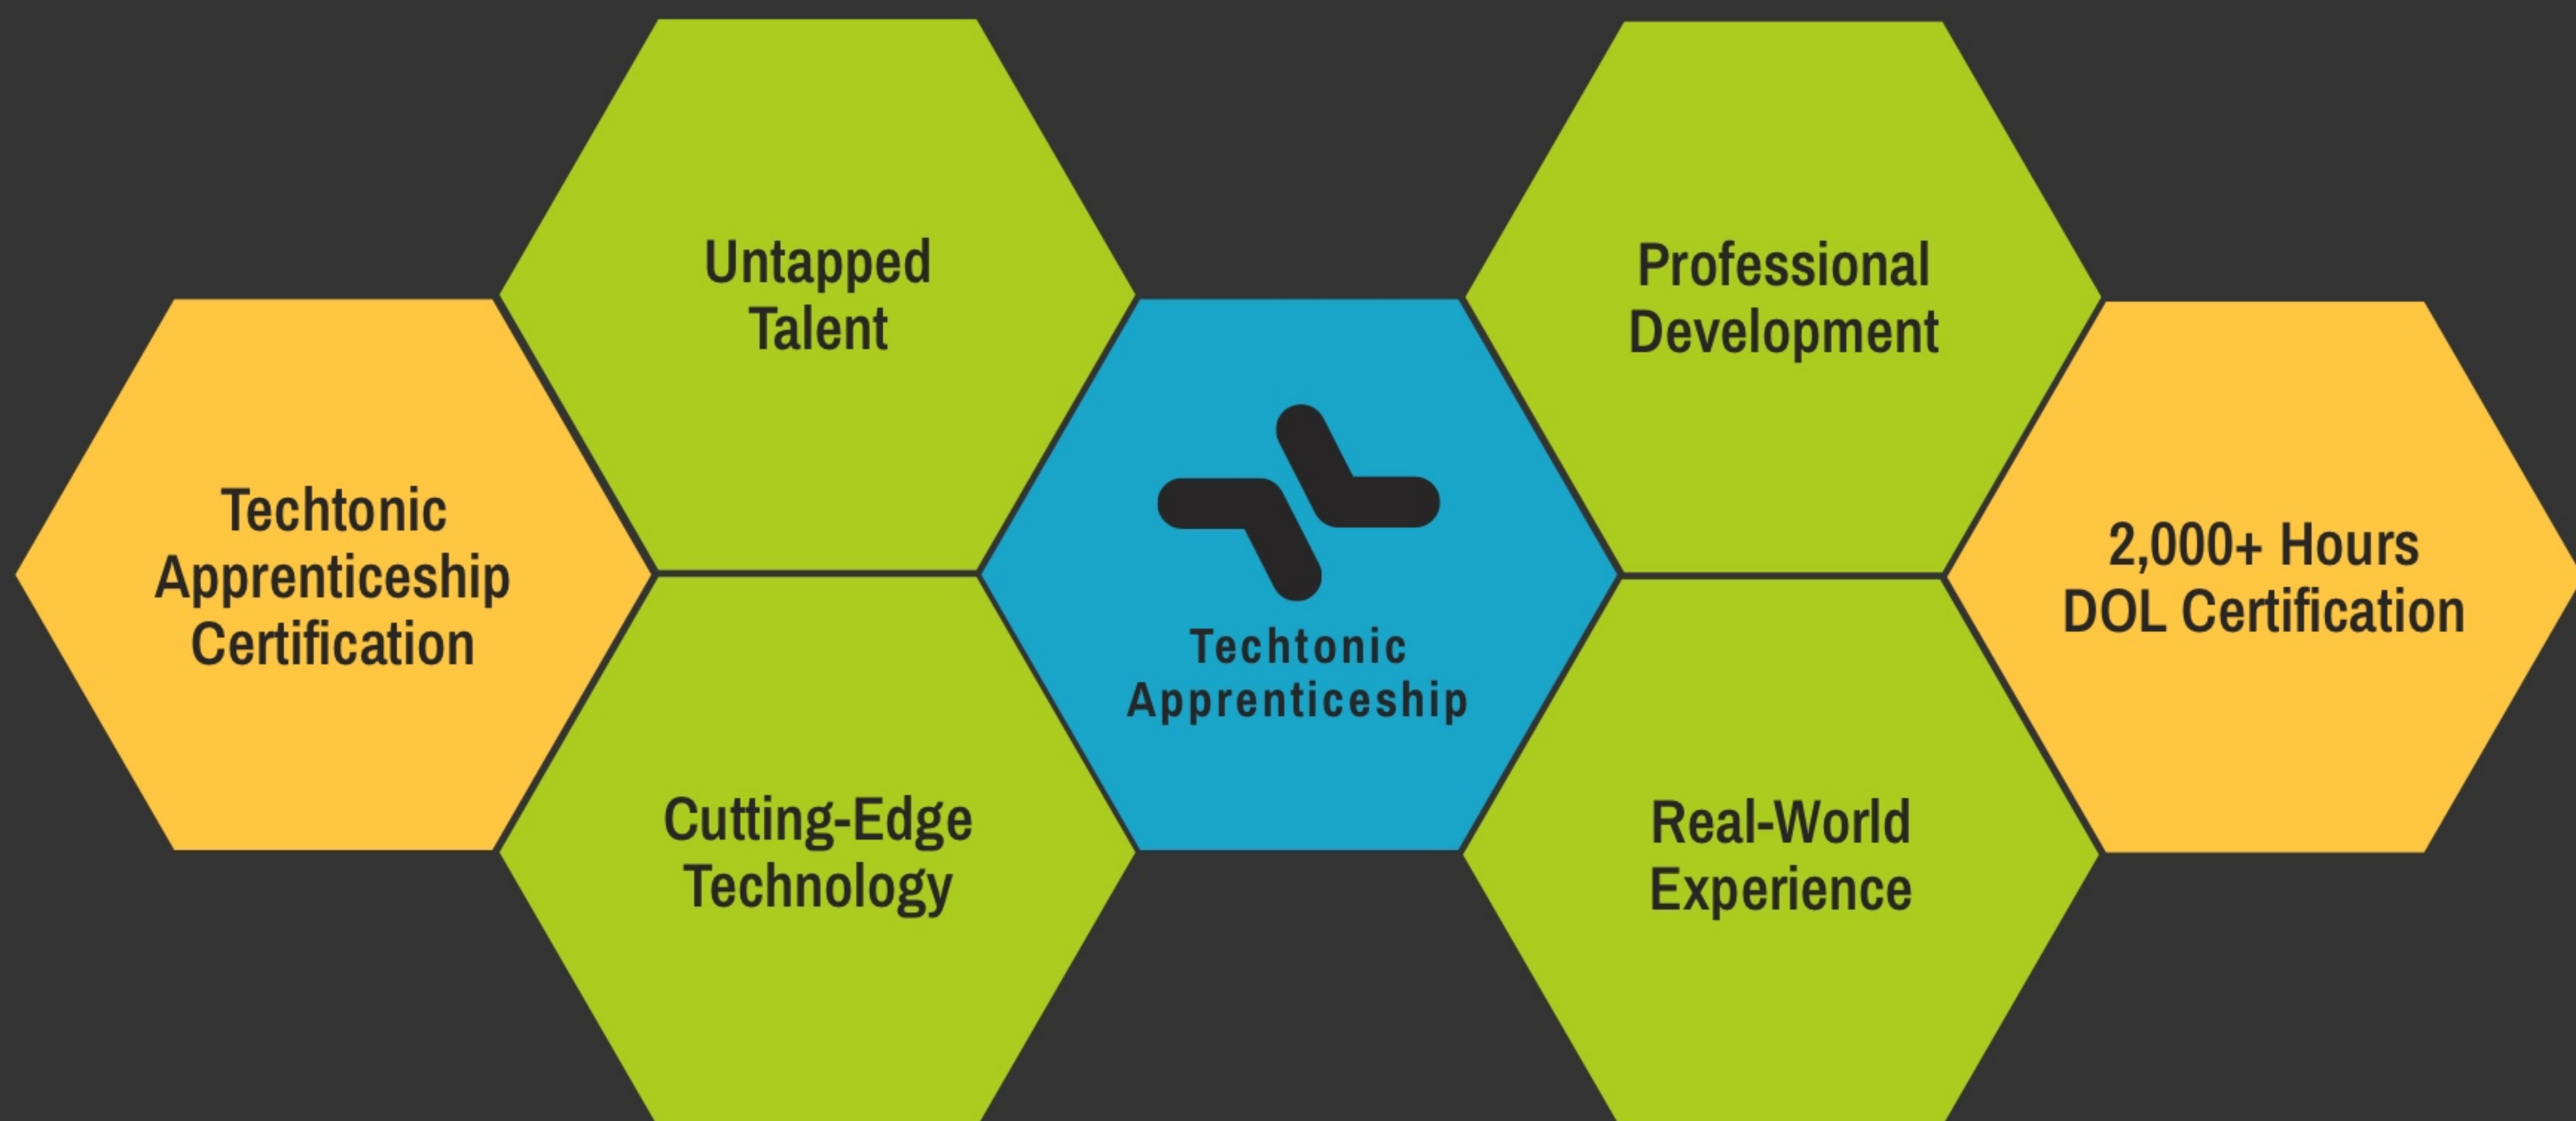 Techtonic
Apprenticeship
Certification
Untapped
Talent
Cutting-Edge
Technology
Techtonic
Apprenticeship
Professional
Development
Real-World
Experience
2,000+ Hours
DOL Certification